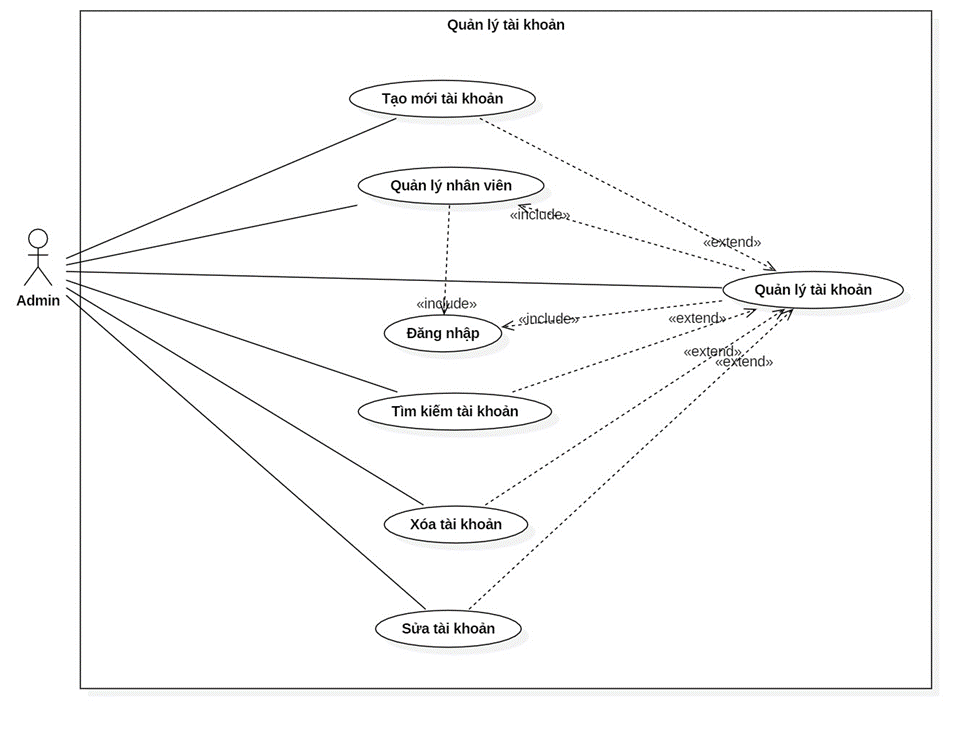 Quản lý tài khoản
Tạo mới tài khoản
Quản lý nhân viên
«include»
«extend»
Admin
Quản lý tài khoản
«include»
«include»
«extend»
Đăng nhập
«extend»
«extend»
Tìm kiếm tài khoản
Xóa tài khoản
Sửa tài khoản